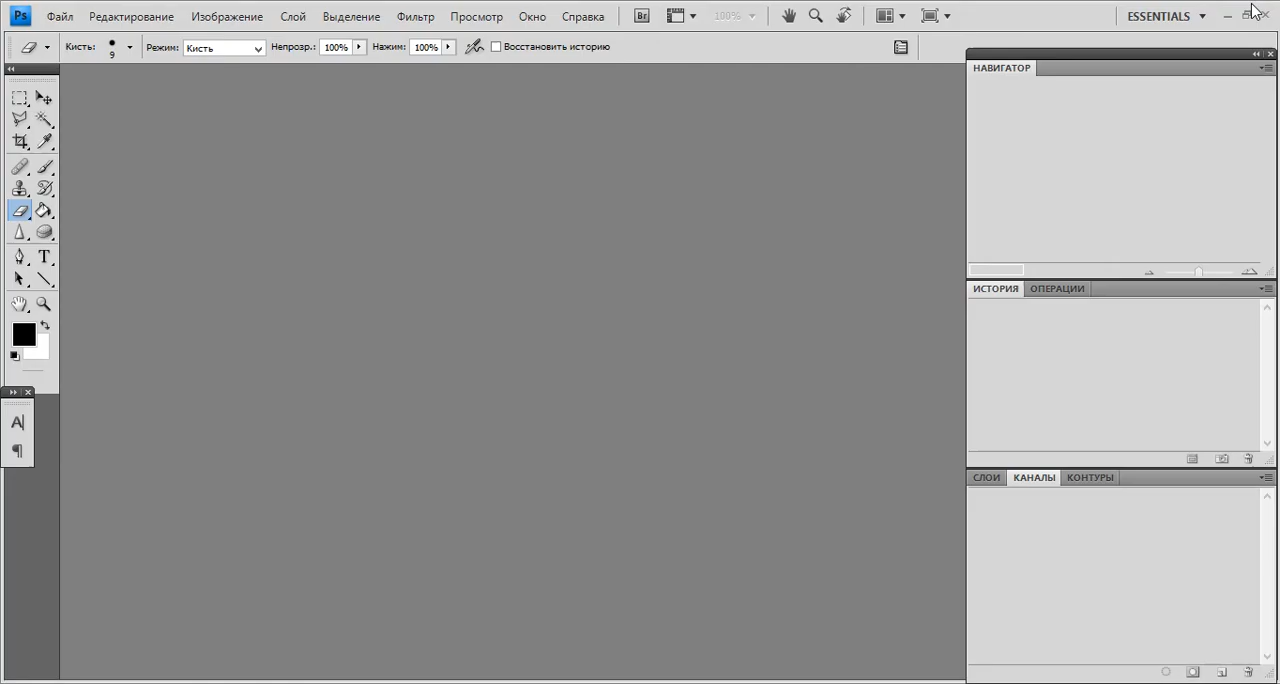 Ps Файл Редактирование Изображение Слой Выделение Фильтр Просмотр Окно Справка Br 100% ESSENTIALS
Кисть: 9 Режим: Кисть Непрозр.: 100% Нажим: 100% Восстановить историю
НАВИГАТОР
T
ИСТОРИЯ ОПЕРАЦИИ
A
¶
СЛОИ КАНАЛЫ КОНТУРЫ